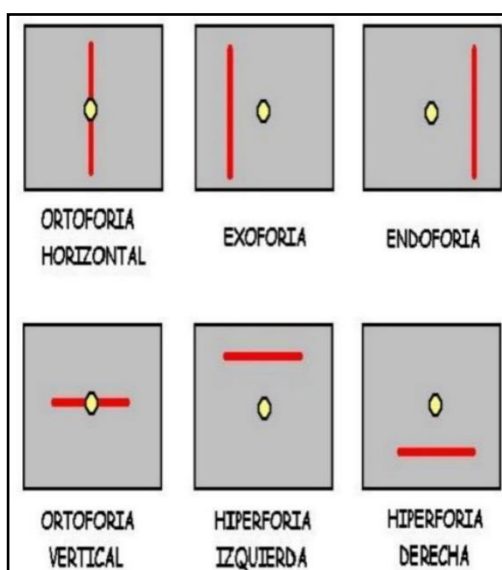 ORTOFORIA
HORIZONTAL
EXOFORIA
ENDOFORIA
ORTOFORIA
VERTICAL
HIPERFORIA
IZQUIERDA
HIPERFORIA
DERECHA